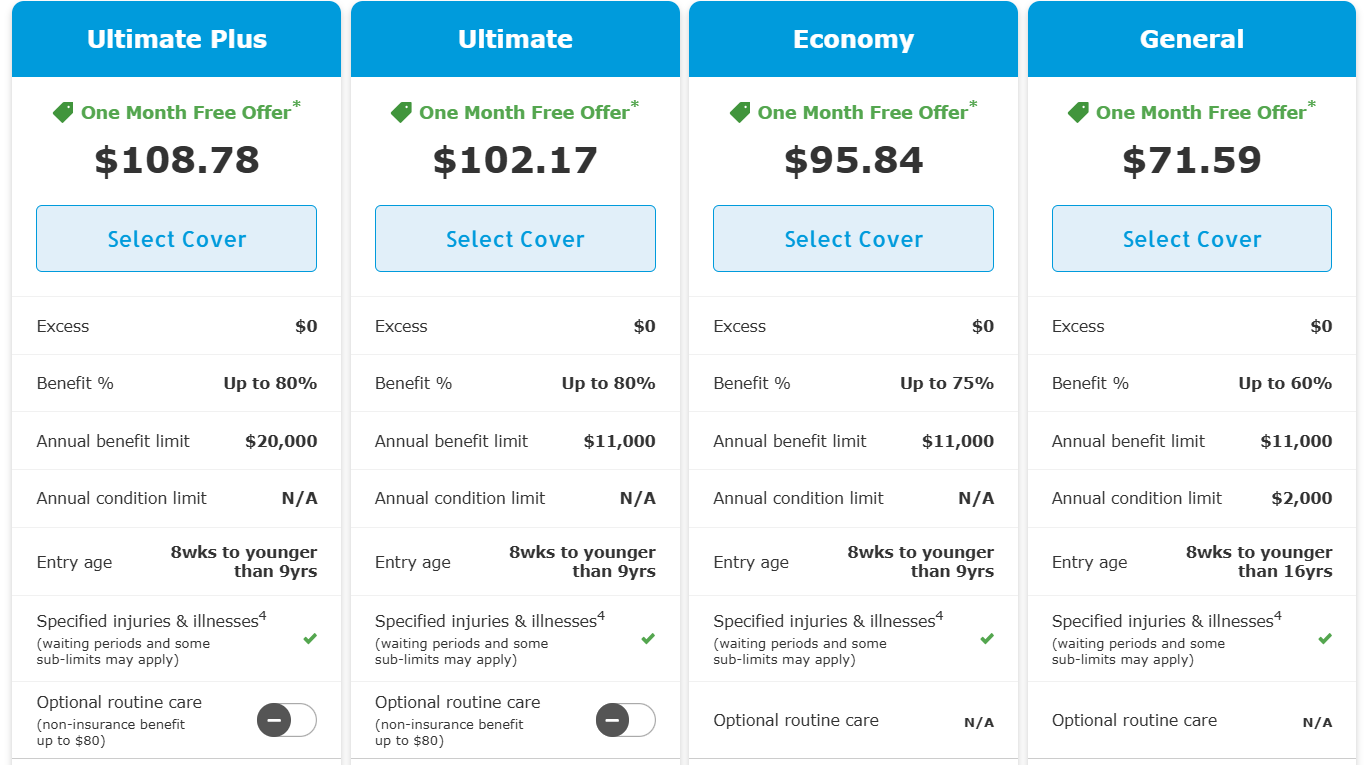 Ultimate Plus
One Month Free Offer*
$108.78
Select Cover
Excess $0
Benefit % Up to 80%
Annual benefit limit $20,000
Annual condition limit N/A
Entry age 8wks to younger
than 9yrs
Specified injuries & illnesses4
(waiting periods and some
sub-limits may apply)
Optional routine care
(non-insurance benefit
up to $80)
Ultimate
One Month Free Offer*
$102.17
Select Cover
Excess $0
Benefit % Up to 80%
Annual benefit limit $11,000
Annual condition limit N/A
Entry age 8wks to younger
than 9yrs
Specified injuries & illnesses4
(waiting periods and some
sub-limits may apply)
Optional routine care
(non-insurance benefit
up to $80)
Economy
One Month Free Offer*
$95.84
Select Cover
Excess $0
Benefit % Up to 75%
Annual benefit limit $11,000
Annual condition limit N/A
Entry age 8wks to younger
than 9yrs
Specified injuries & illnesses4
(waiting periods and some
sub-limits may apply)
Optional routine care N/A
General
One Month Free Offer*
$71.59
Select Cover
Excess $0
Benefit % Up to 60%
Annual benefit limit $11,000
Annual condition limit $2,000
Entry age 8wks to younger
than 16yrs
Specified injuries & illnesses4
(waiting periods and some
sub-limits may apply)
Optional routine care N/A